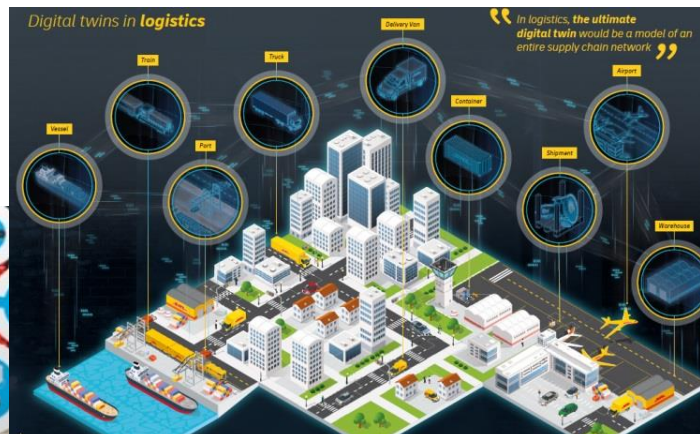 Digital twins in logistics
“ In logistics, the ultimate
digital twin would be a model of an
entire supply chain network ”
Delivery Van
Truck
Train
Airport
Container
Vessel
Port
Shipment
Warehouse